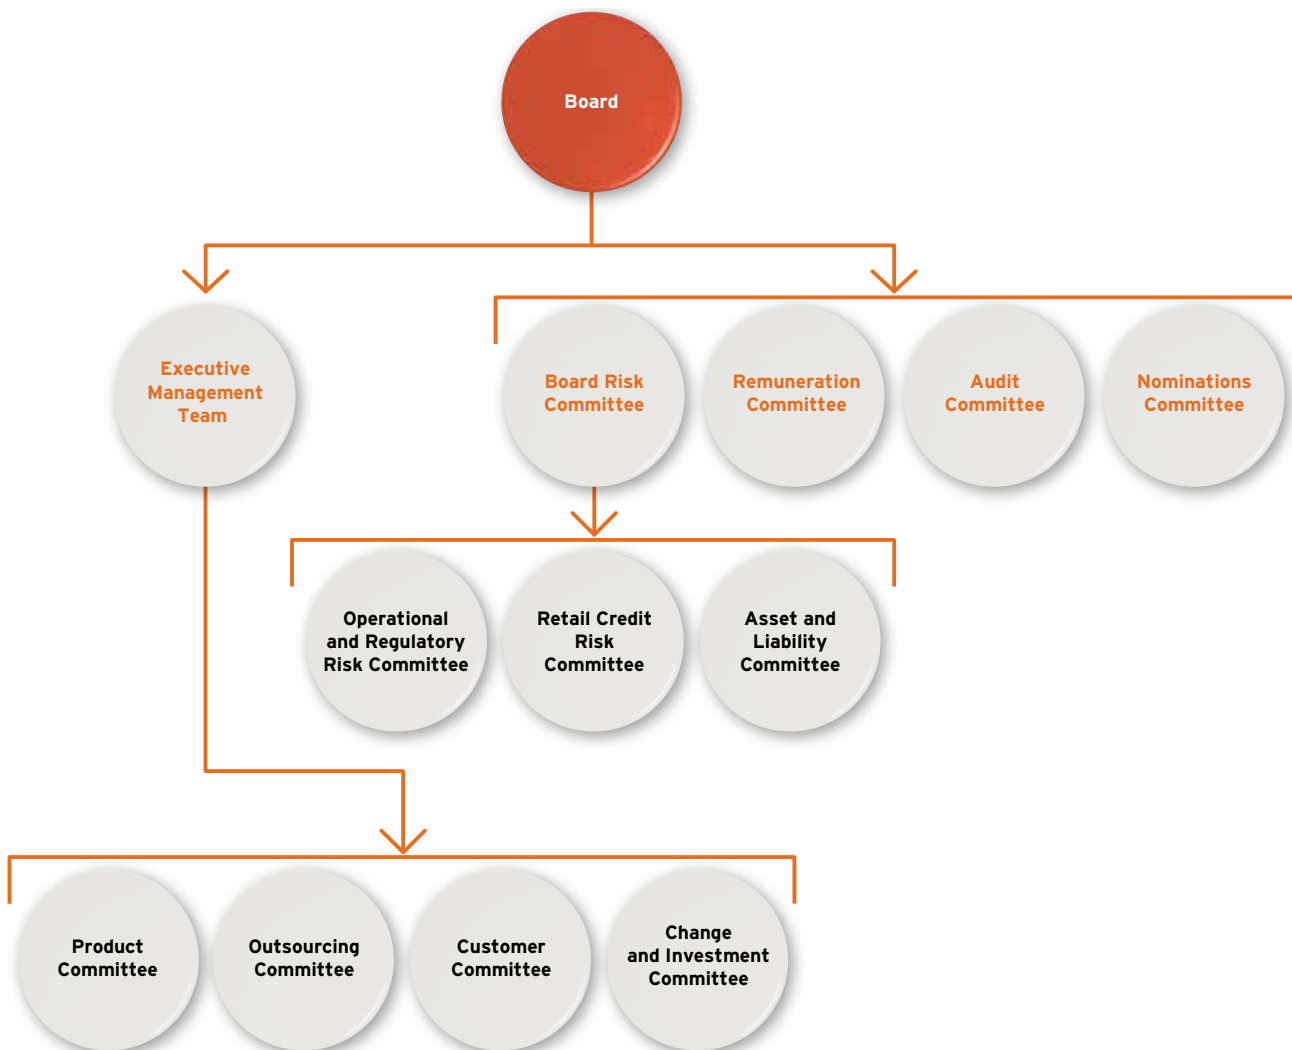 Board
Executive
Management
Team
Board Risk
Committee
Remuneration
Committee
Audit
Committee
Nominations
Committee
Operational
and Regulatory
Risk Committee
Retail Credit
Risk
Committee
Asset and
Liability
Committee
Product
Committee
Outsourcing
Committee
Customer
Committee
Change
and Investment
Committee